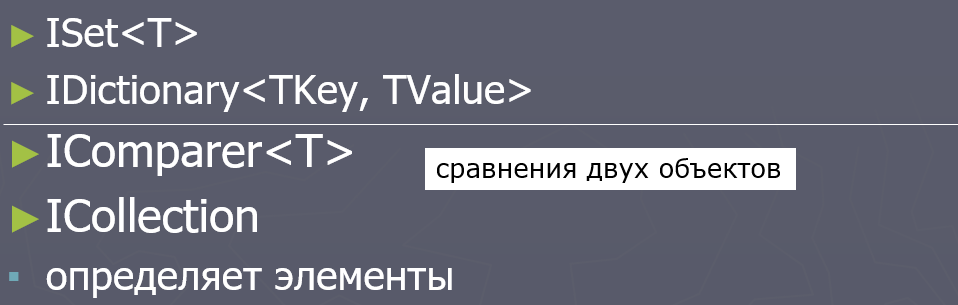 ISet<T>
IDictionary<TKey, TValue>
IComparer<T>
сравнения двух объектов
ICollection
определяет элементы